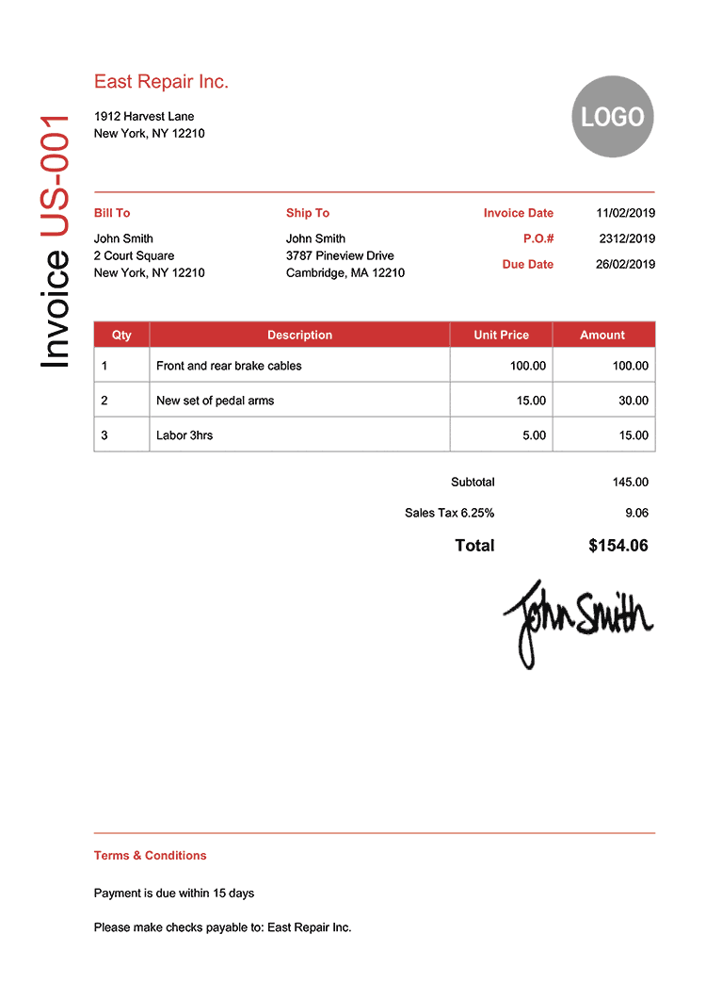 Invoice US-001
East Repair Inc.
1912 Harvest Lane
New York, NY 12210
LOGO
Bill To
John Smith
2 Court Square
New York, NY 12210
Ship To
John Smith
3787 Pineview Drive
Cambridge, MA 12210
Invoice Date 11/02/2019
P.O.# 2312/2019
Due Date 26/02/2019
Qty Description Unit Price Amount
1 Front and rear brake cables 100.00 100.00
2 New set of pedal arms 15.00 30.00
3 Labor 3hrs 5.00 15.00
Subtotal 145.00
Sales Tax 6.25% 9.06
Total $154.06
John Smith
Terms & Conditions
Payment is due within 15 days
Please make checks payable to: East Repair Inc.